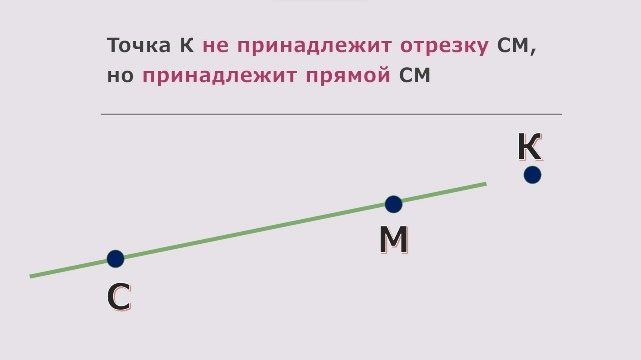 Точка К не принадлежит отрезку СМ,
но принадлежит прямой СМ
К
М
С